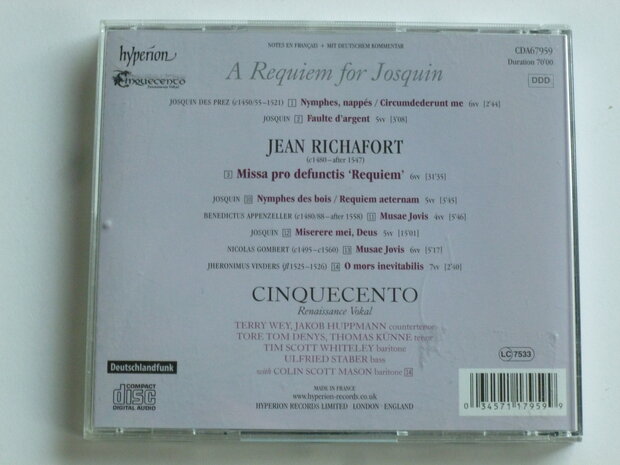 NOTES EN FRANÇAIS + MIT DEUTSCHEM KOMMENTAR
hyperion
CDA67959
Duration 70'00
CINQUECENTO
Renaissance Vokal
A Requiem for Josquin
DDD
JOSQUIN DES PREZ (c1450/55–1521) 1 Nymphes, nappés / Circumdederunt me 6vv [2'44]
JOSQUIN 2 Faulte d'argent 5vv [3'08]
JEAN RICHAFORT
(c1480–after 1547)
3 Missa pro defunctis ‘Requiem’ 6vv [31'35]
JOSQUIN 10 Nymphes des bois / Requiem aeternam 5vv [3'45]
BENEDICTUS APPENZELLER (c1480/88–after 1558) 11 Musae Jovis 4vv [5'46]
JOSQUIN 12 Miserere mei, Deus 5vv [15'01]
NICOLAS GOMBERT (c1495–c1560) 13 Musae Jovis 6vv [6'17]
JHERONIMUS VINDERS (fl1525–1526) 14 O mors inevitabilis 7vv [2'40]
CINQUECENTO
Renaissance Vokal
TERRY WEY, JAKOB HUPPMANN countertenor
TORE TOM DENYS, THOMAS KÜNNE tenor
TIM SCOTT WHITELEY baritone
ULFRIED STABER bass
with COLIN SCOTT MASON baritone 14
Deutschlandfunk
LC 7533
COMPACT
disc
DIGITAL AUDIO
MADE IN FRANCE
www.hyperion-records.co.uk
HYPERION RECORDS LIMITED · LONDON · ENGLAND
0 34571 17959 9